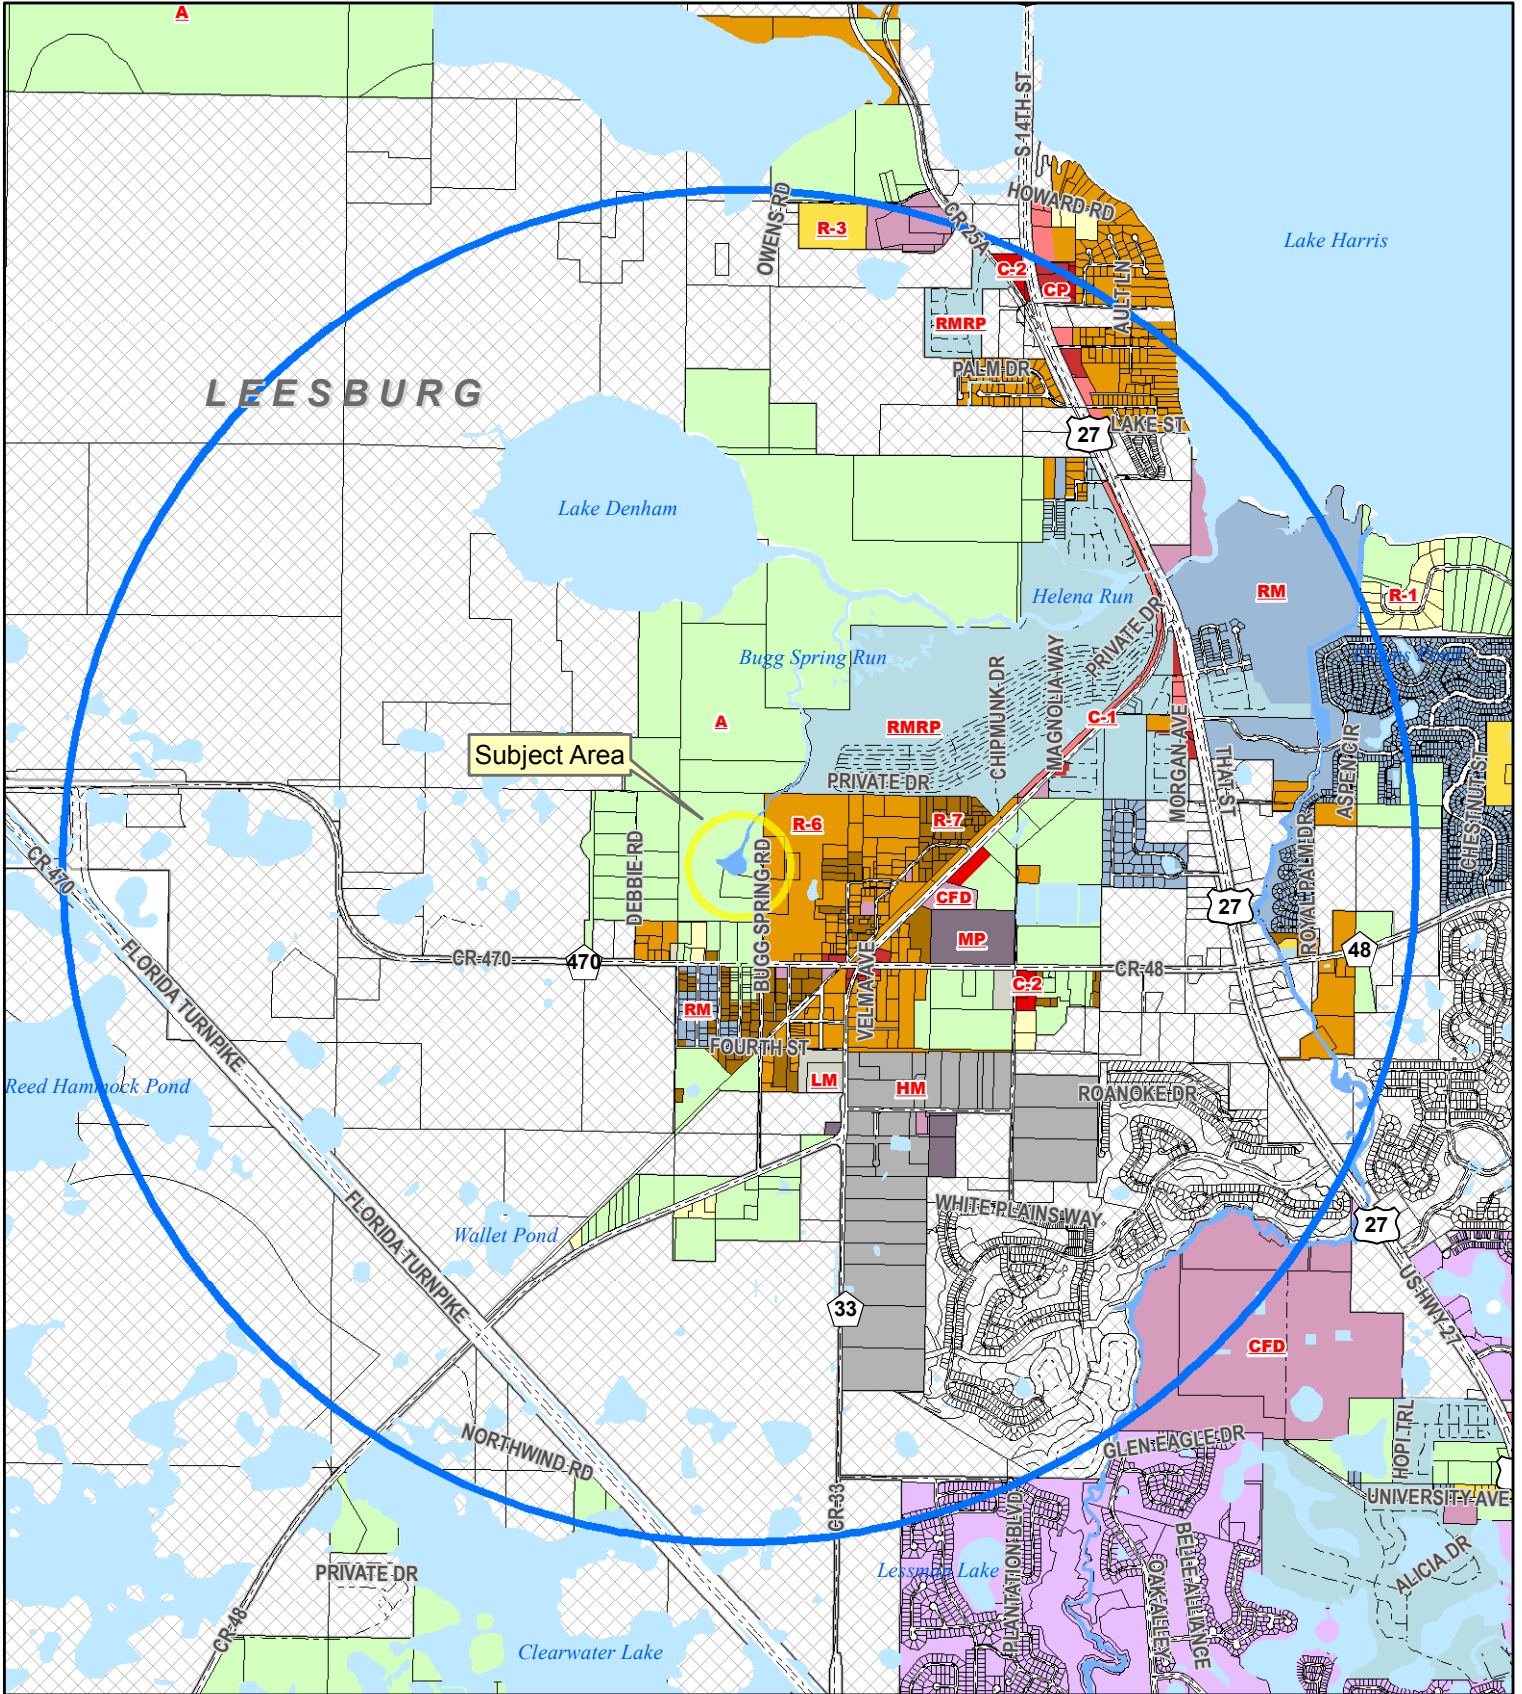 A
S-14TH-ST
HOWARD-RD
OWENS-RD
R-3
CR-25A
Lake Harris
C-2
CP
AULT-LN
RMRP
PALM-DR
LEESBURG
LAKE-ST
27
Lake Denham
Helena Run
RM
R-1
PRIVATE-DR
Bugg Spring Run
MAGNOLIA-WAY
CHIPMUNK-DR
A
RMRP
C-1
Subject Area
PRIVATE-DR
MORGAN-AVE
THAT-ST
ASPEN-CIR
CHESTNUT-ST
R-6
R-7
ROYAL-PALM-DR
DEBBIE-RD
BUGG-SPRING-RD
CR-470
CFD
27
MP
48
FLORIDA TURNPIKE
CR-470
470
VELMA-AVE
CR-48
C-2
RM
FOURTH-ST
Reed Hammock Pond
LM
HM
ROANOKE-DR
FLORIDA TURNPIKE
WHITE-PLAINS-WAY
Wallet Pond
27
33
US-HWY-27
CFD
NORTHWIND-RD
GLEN-EAGLE-DR
HOPI-TRL
CR-33
PLANTATION-BLVD
UNIVERSITY-AVE
PRIVATE-DR
Lessman Lake
OAK-ALLEY
BELLE-ALLIANCE
ALICIA-DR
CR-48
Clearwater Lake